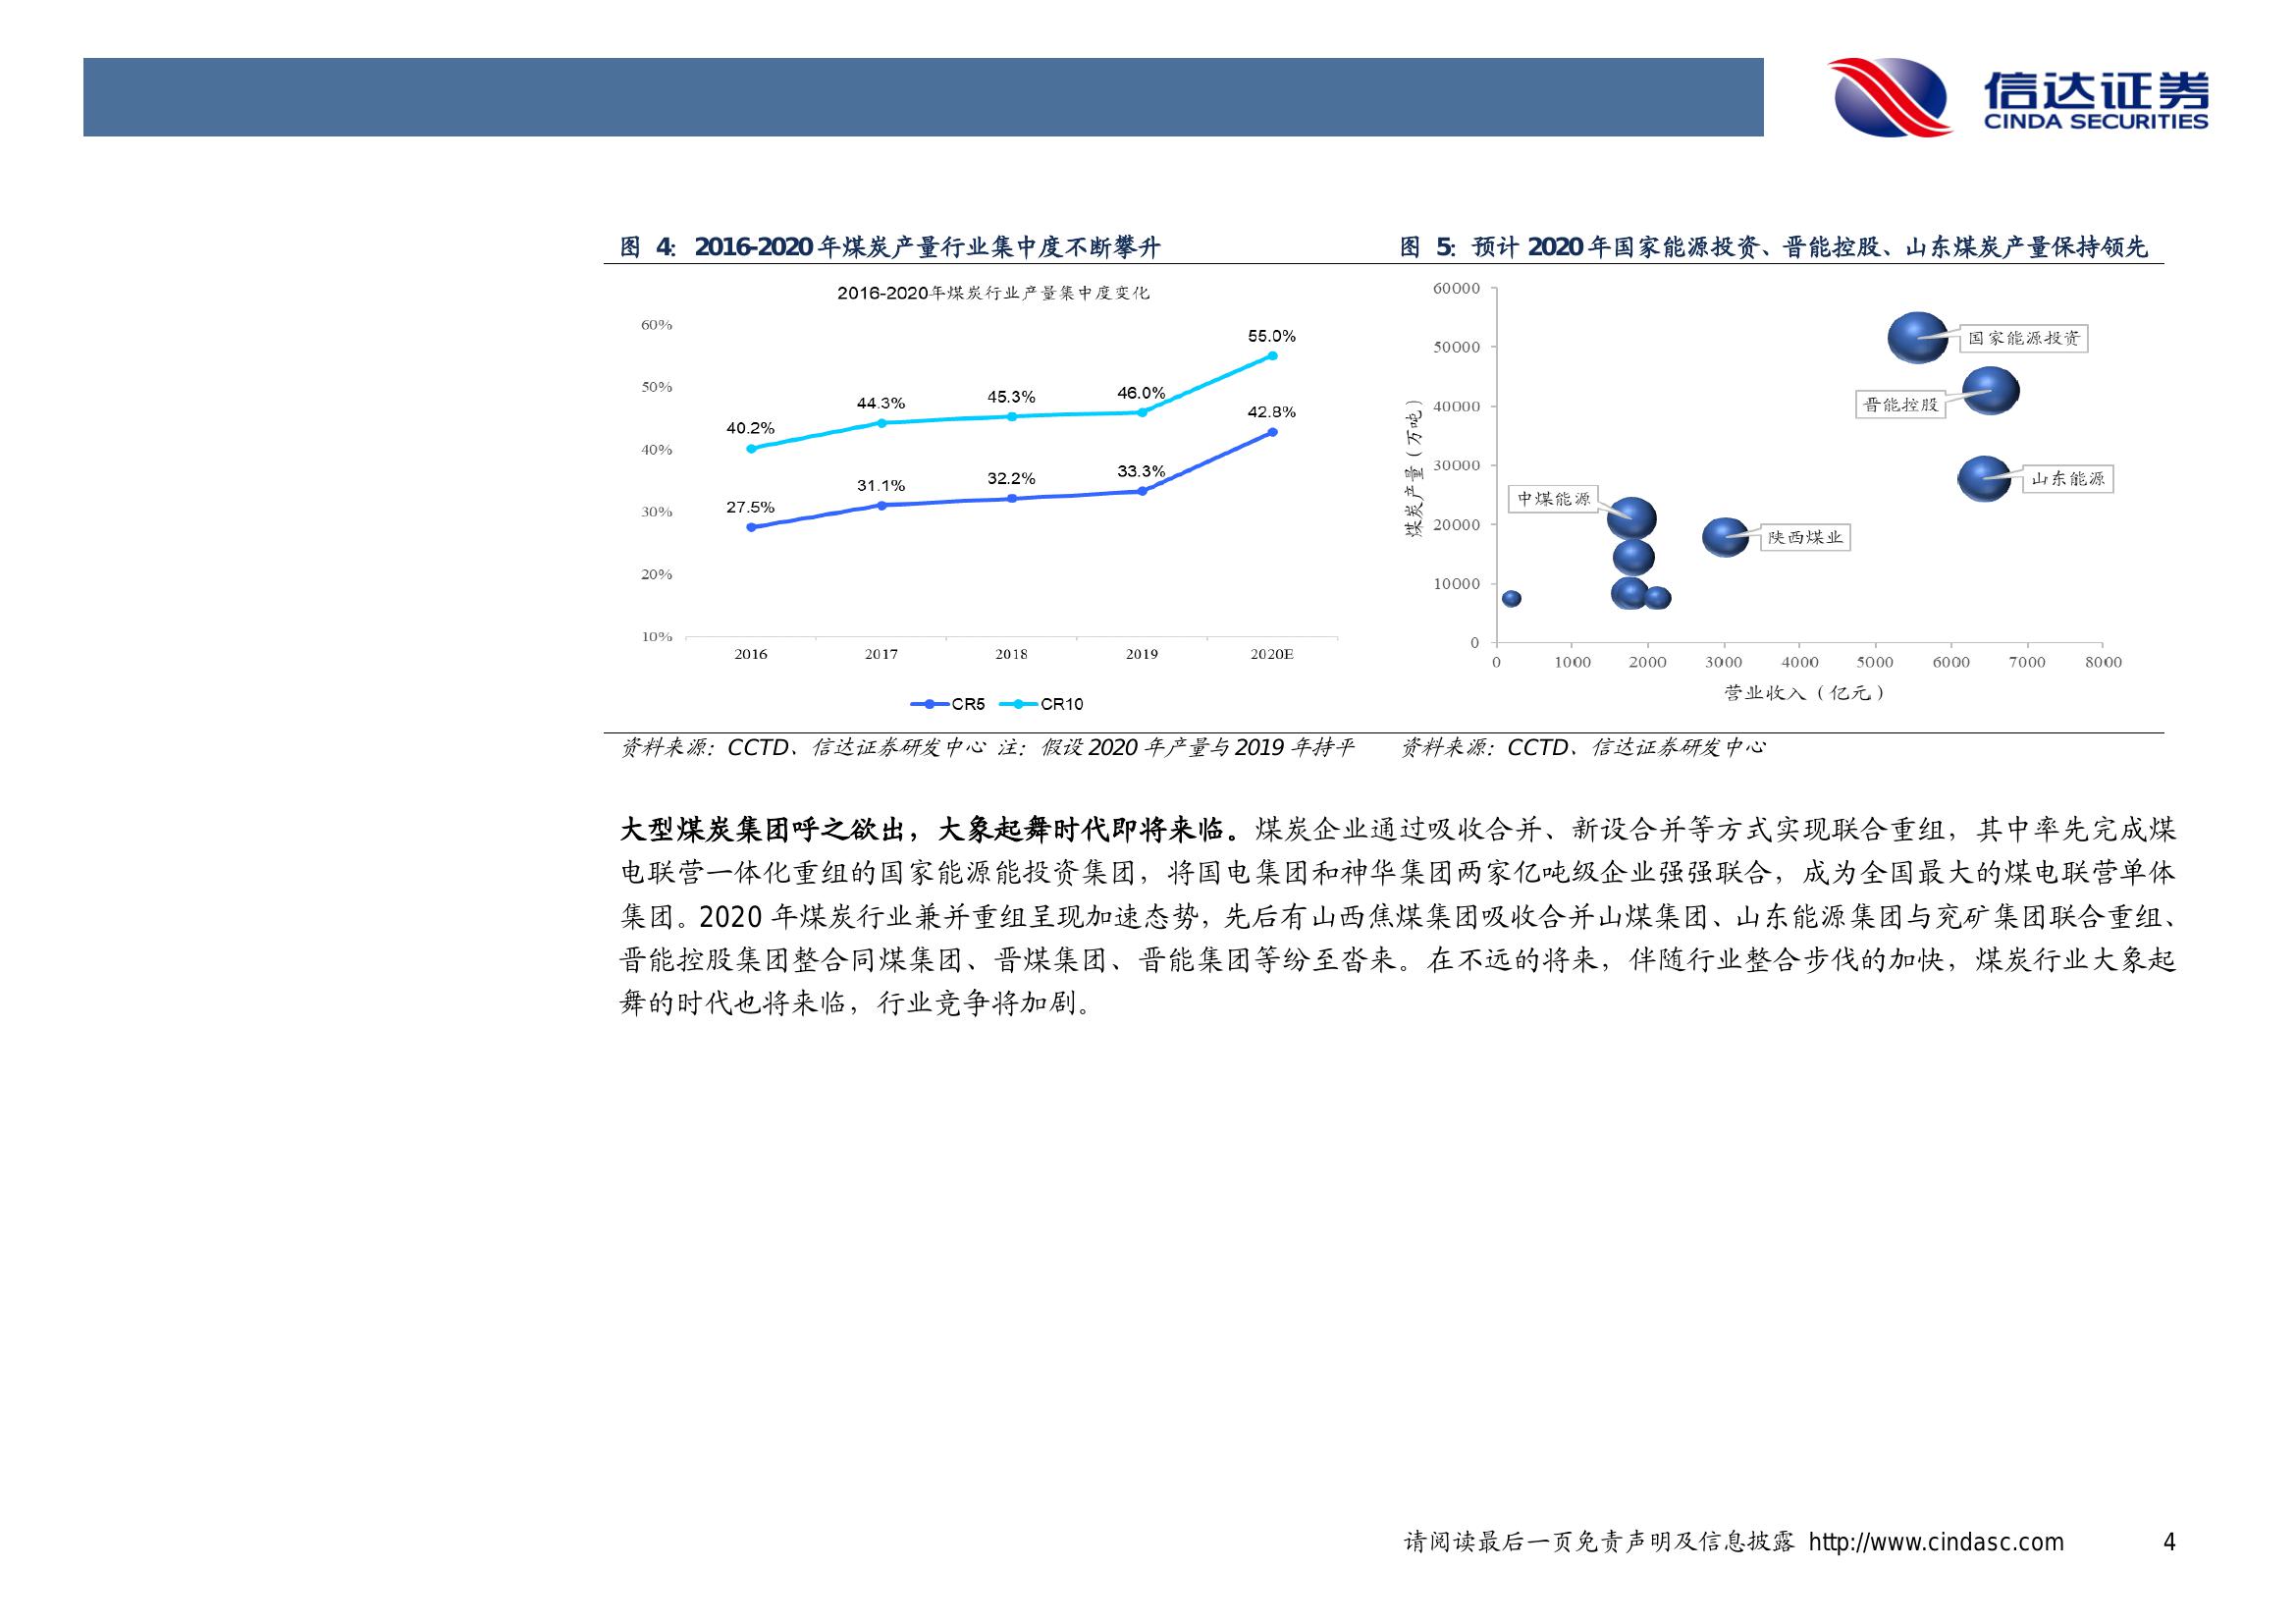 信达证券
CINDA SECURITIES
图 4：2016-2020 年煤炭产量行业集中度不断攀升
2016-2020年煤炭行业产量集中度变化
60%
50%
40%
30%
20%
10%
40.2%
44.3%
45.3%
46.0%
55.0%
27.5%
31.1%
32.2%
33.3%
42.8%
2016
2017
2018
2019
2020E
CR5
CR10
资料来源：CCTD、信达证券研发中心 注：假设 2020 年产量与 2019 年持平
图 5：预计 2020 年国家能源投资、晋能控股、山东煤炭产量保持领先
煤炭产量（万吨）
60000
50000
40000
30000
20000
10000
0
国家能源投资
晋能控股
山东能源
中煤能源
陕西煤业
0
1000
2000
3000
4000
5000
6000
7000
8000
营业收入（亿元）
资料来源：CCTD、信达证券研发中心
大型煤炭集团呼之欲出，大象起舞时代即将来临。煤炭企业通过吸收合并、新设合并等方式实现联合重组，其中率先完成煤
电联营一体化重组的国家能源能投资集团，将国电集团和神华集团两家亿吨级企业强强联合，成为全国最大的煤电联营单体
集团。2020 年煤炭行业兼并重组呈现加速态势，先后有山西焦煤集团吸收合并山煤集团、山东能源集团与兖矿集团联合重组、
晋能控股集团整合同煤集团、晋煤集团、晋能集团等纷至沓来。在不远的将来，伴随行业整合步伐的加快，煤炭行业大象起
舞的时代也将来临，行业竞争将加剧。
请阅读最后一页免责声明及信息披露 http://www.cindasc.com 4